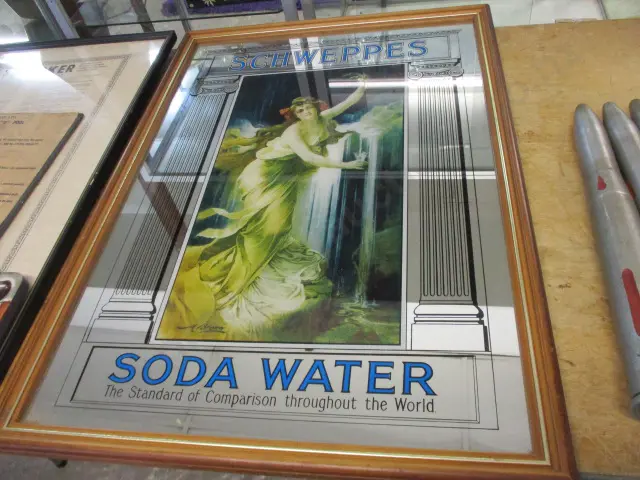 SCHWEPPES
SODA WATER
The Standard of Comparison throughout the World.